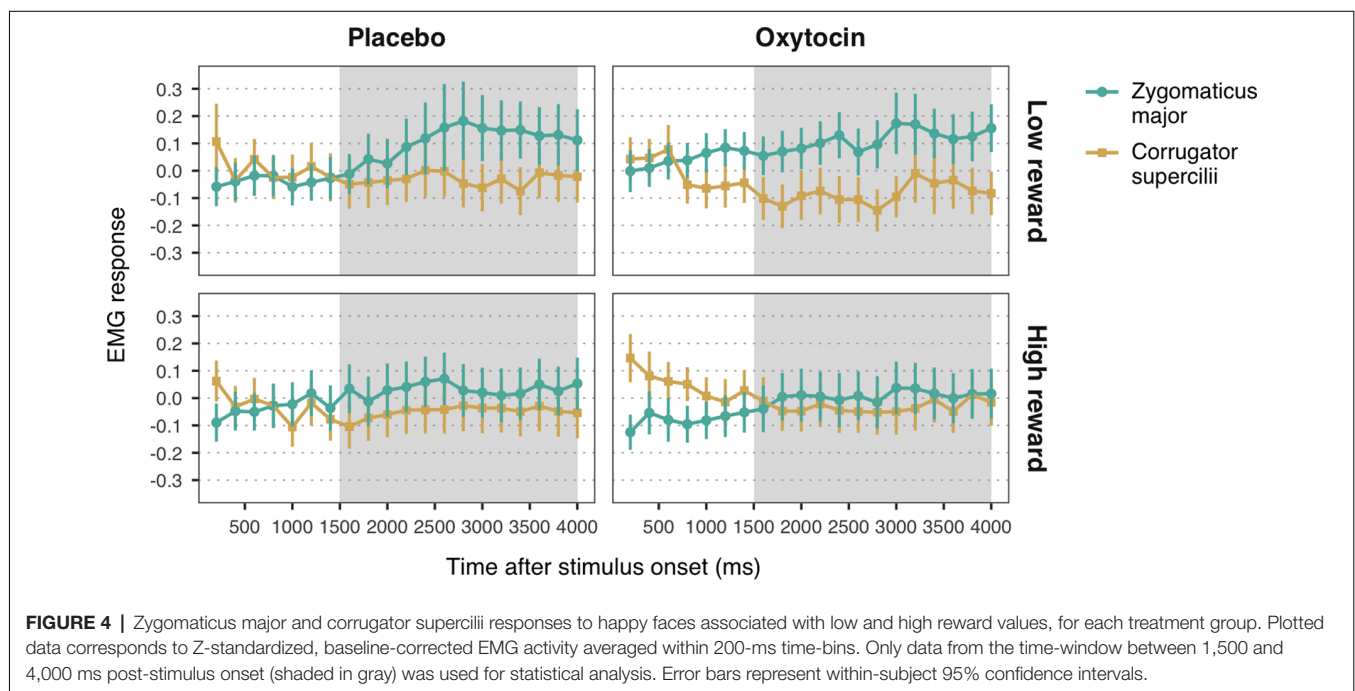 Placebo
Oxytocin
0.3
0.2
0.1
0.0
-0.1
-0.2
-0.3
Low reward
Zygomaticus
major
Corrugator
supercilii
EMG response
0.3
0.2
0.1
0.0
-0.1
-0.2
-0.3
High reward
500 1000 1500 2000 2500 3000 3500 4000
500 1000 1500 2000 2500 3000 3500 4000
Time after stimulus onset (ms)
FIGURE 4 | Zygomaticus major and corrugator supercilii responses to happy faces associated with low and high reward values, for each treatment group. Plotted
data corresponds to Z-standardized, baseline-corrected EMG activity averaged within 200-ms time-bins. Only data from the time-window between 1,500 and
4,000 ms post-stimulus onset (shaded in gray) was used for statistical analysis. Error bars represent within-subject 95% confidence intervals.